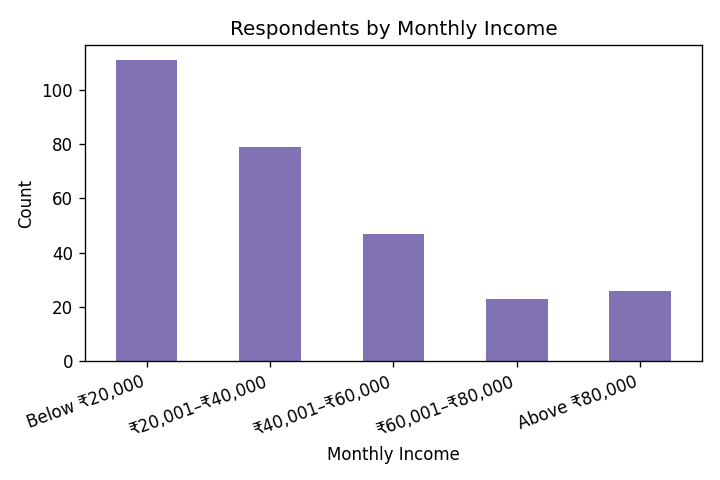 Respondents by Monthly Income
Count
100
80
60
40
20
0
Below ₹20,000
₹20,001–₹40,000
₹40,001–₹60,000
₹60,001–₹80,000
Above ₹80,000
Monthly Income